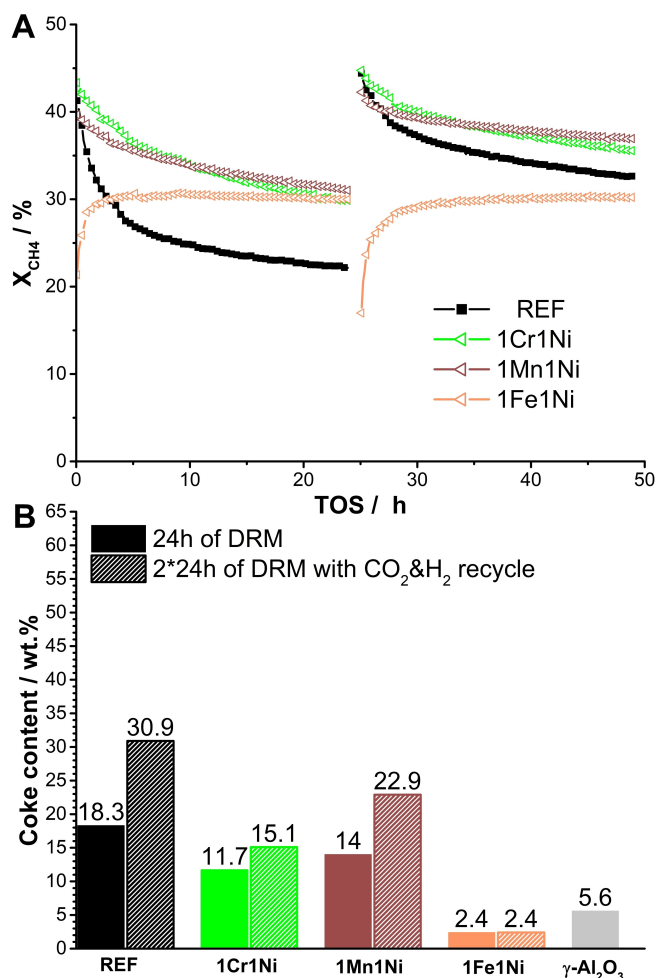 A
50
40
30
20
10
0
X_CH4 / %
REF
1Cr1Ni
1Mn1Ni
1Fe1Ni
0 10 20 30 40 50
TOS / h
B
65
60
55
50
45
40
35
30
25
20
15
10
5
0
Coke content / wt.%
24h of DRM
2*24h of DRM with CO₂&H₂ recycle
18.3 30.9 11.7 15.1 14 22.9 2.4 2.4 5.6
REF 1Cr1Ni 1Mn1Ni 1Fe1Ni γ-Al₂O₃